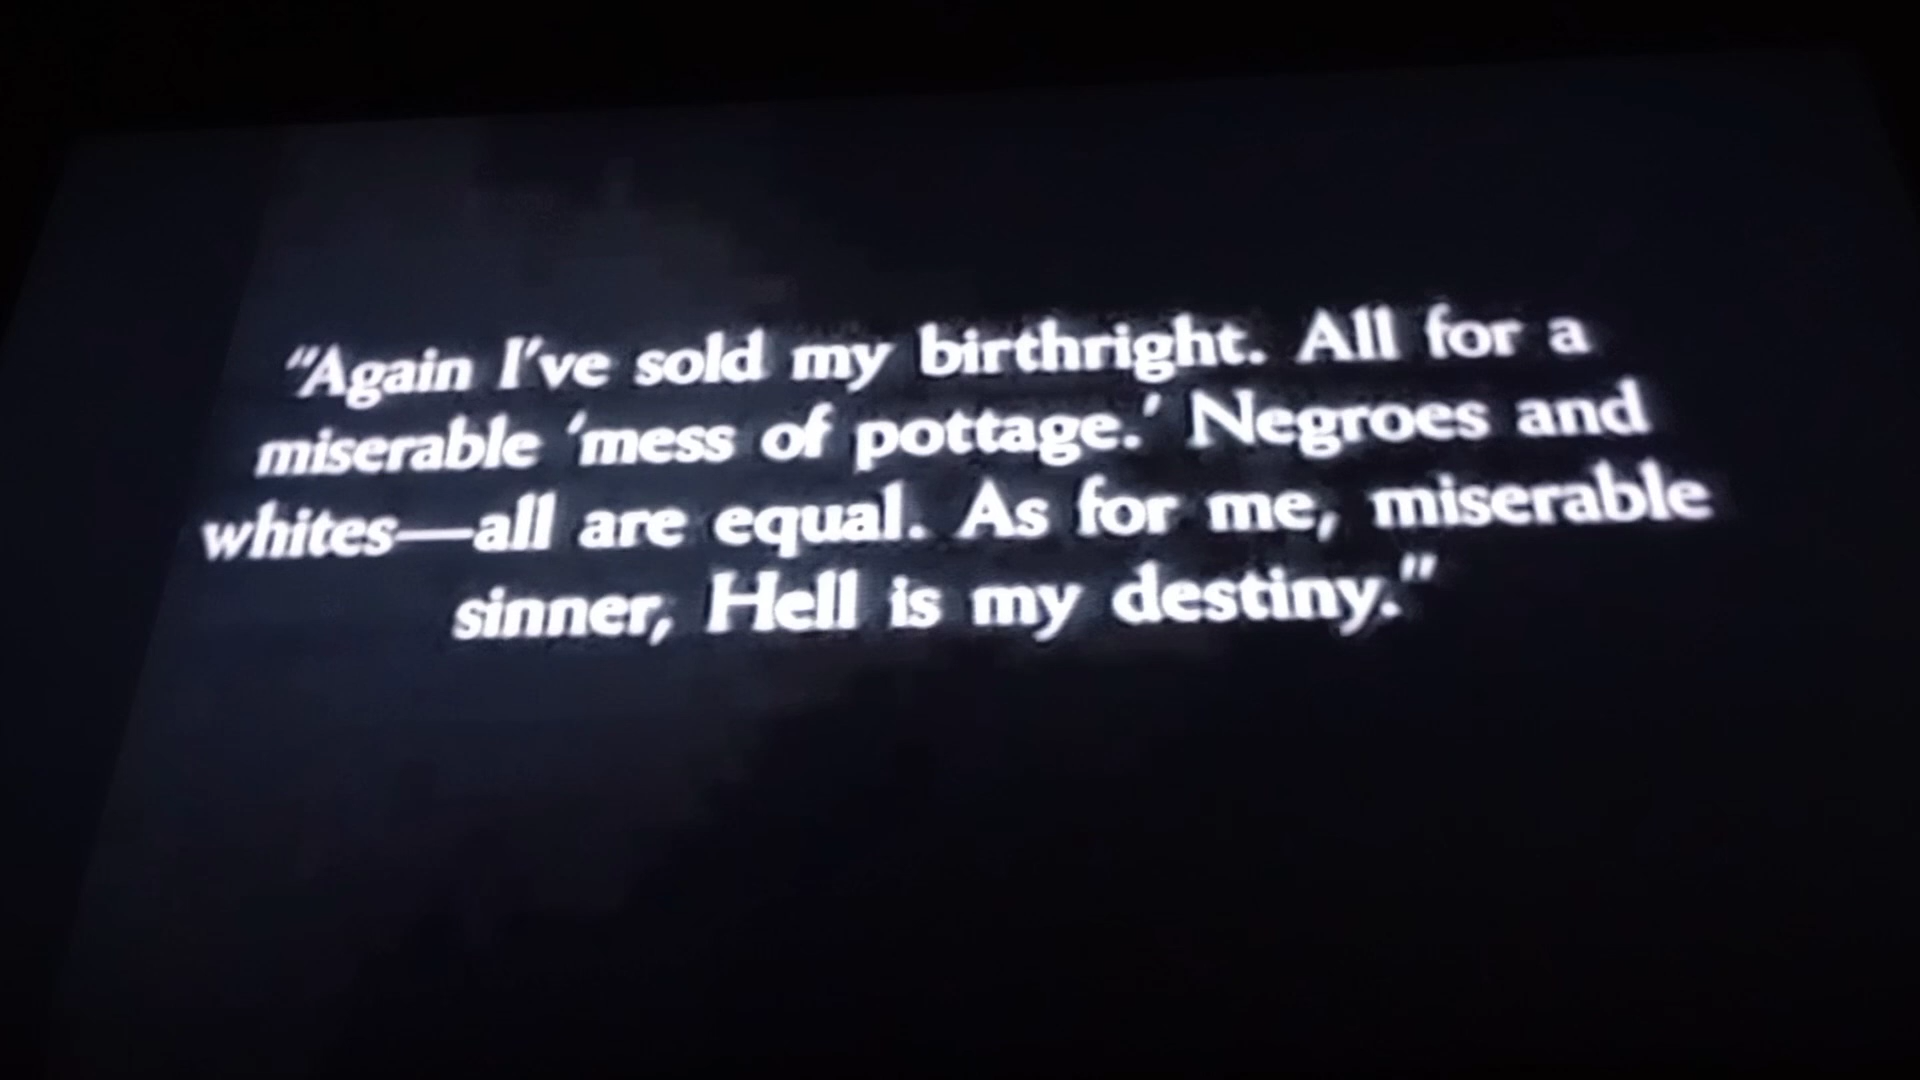 "Again I've sold my birthright. All for a
miserable 'mess of pottage.' Negroes and
whites—all are equal. As for me, miserable
sinner, Hell is my destiny."